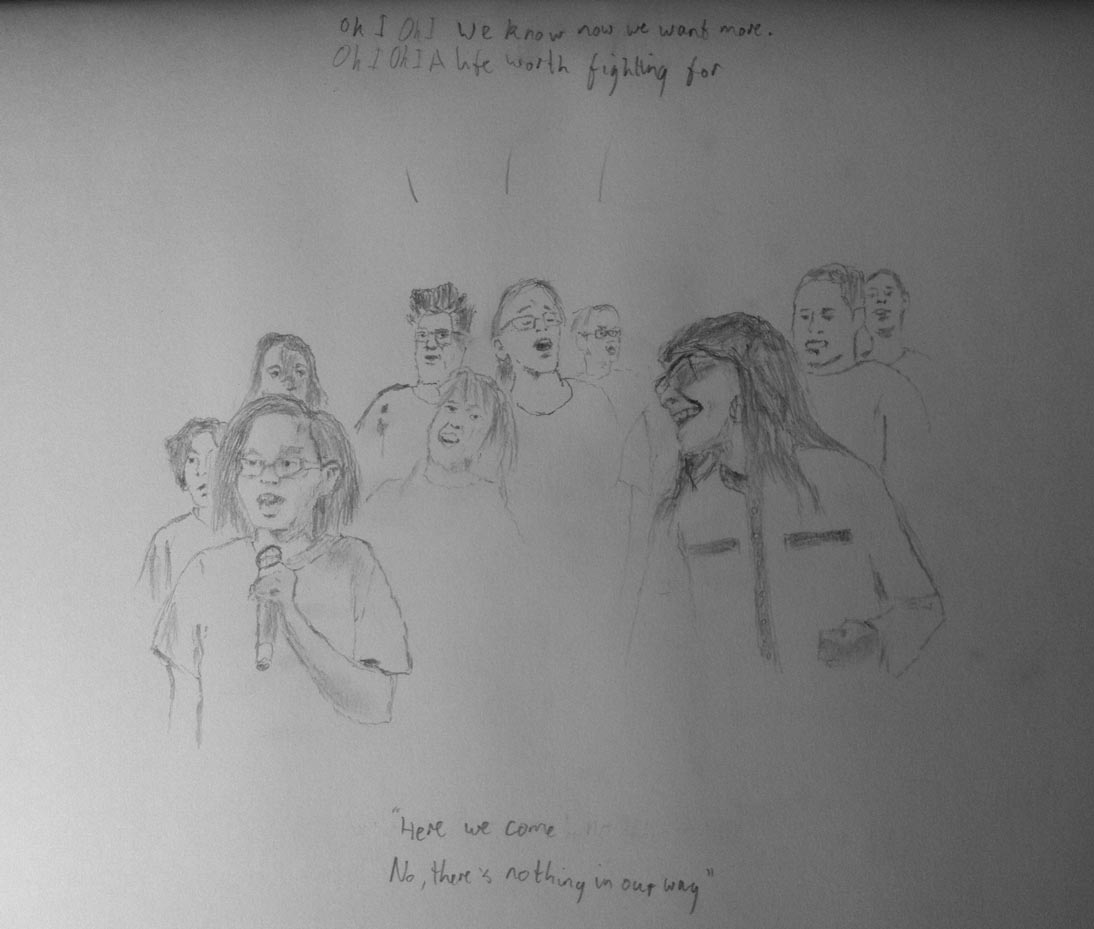 Oh I Oh I We know now we want more.
Oh I Oh I A life worth fighting for
"Here we come
No, there's nothing in our way"